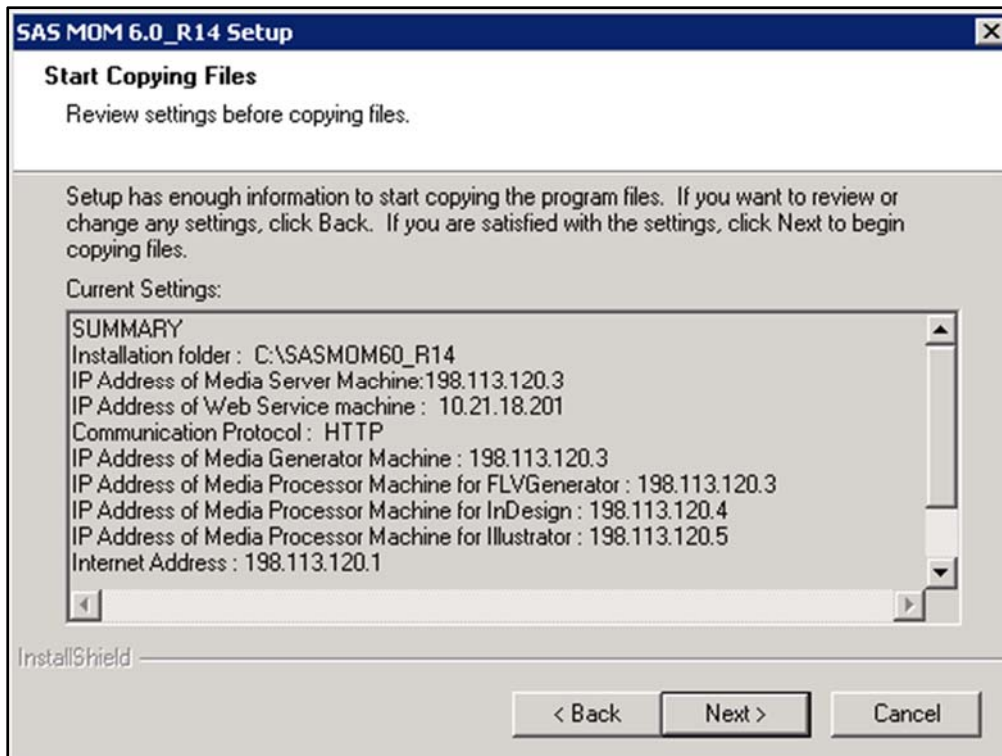 SAS MOM 6.0_R14 Setup
Start Copying Files
Review settings before copying files.
Setup has enough information to start copying the program files. If you want to review or
change any settings, click Back. If you are satisfied with the settings, click Next to begin
copying files.
Current Settings:
SUMMARY
Installation folder : C:\SASMOM60_R14
IP Address of Media Server Machine:198.113.120.3
IP Address of Web Service machine : 10.21.18.201
Communication Protocol : HTTP
IP Address of Media Generator Machine : 198.113.120.3
IP Address of Media Processor Machine for FLVGenerator : 198.113.120.3
IP Address of Media Processor Machine for InDesign : 198.113.120.4
IP Address of Media Processor Machine for Illustrator : 198.113.120.5
Internet Address : 198.113.120.1
InstallShield
< Back
Next >
Cancel